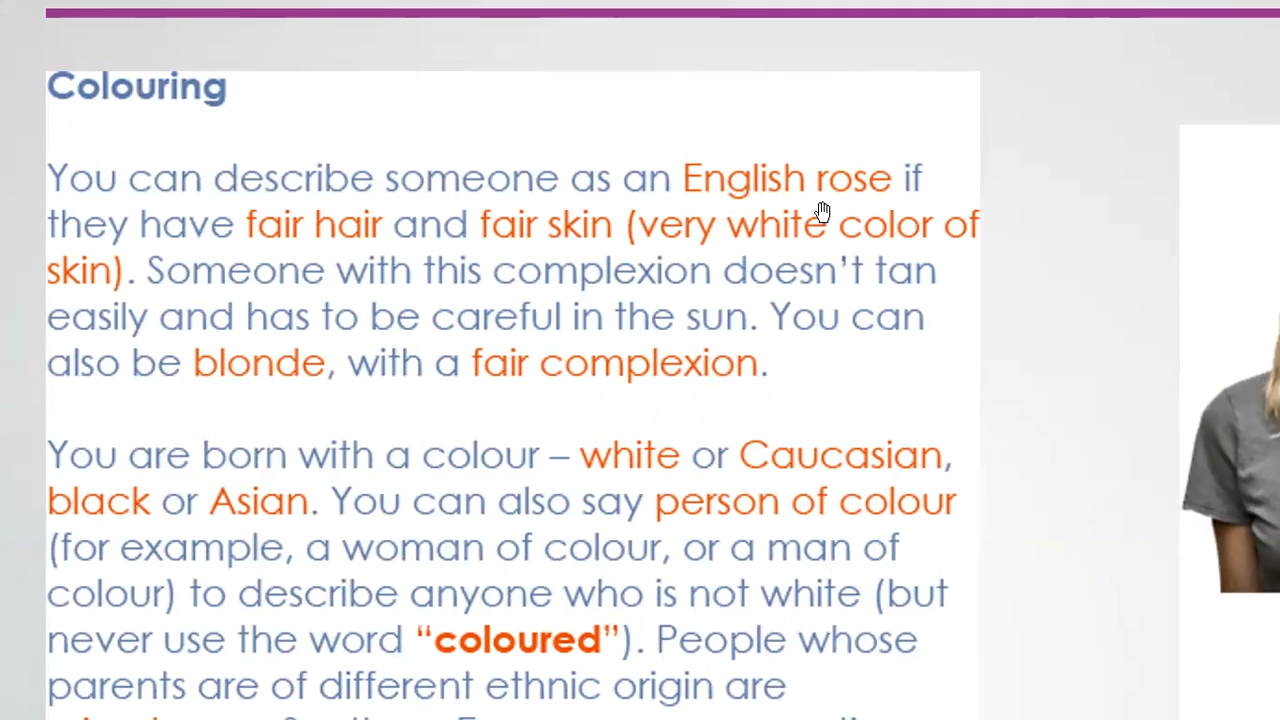 Colouring
You can describe someone as an English rose if
they have fair hair and fair skin (very white color of
skin). Someone with this complexion doesn’t tan
easily and has to be careful in the sun. You can
also be blonde, with a fair complexion.
You are born with a colour – white or Caucasian,
black or Asian. You can also say person of colour
(for example, a woman of colour, or a man of
colour) to describe anyone who is not white (but
never use the word “coloured”). People whose
parents are of different ethnic origin are